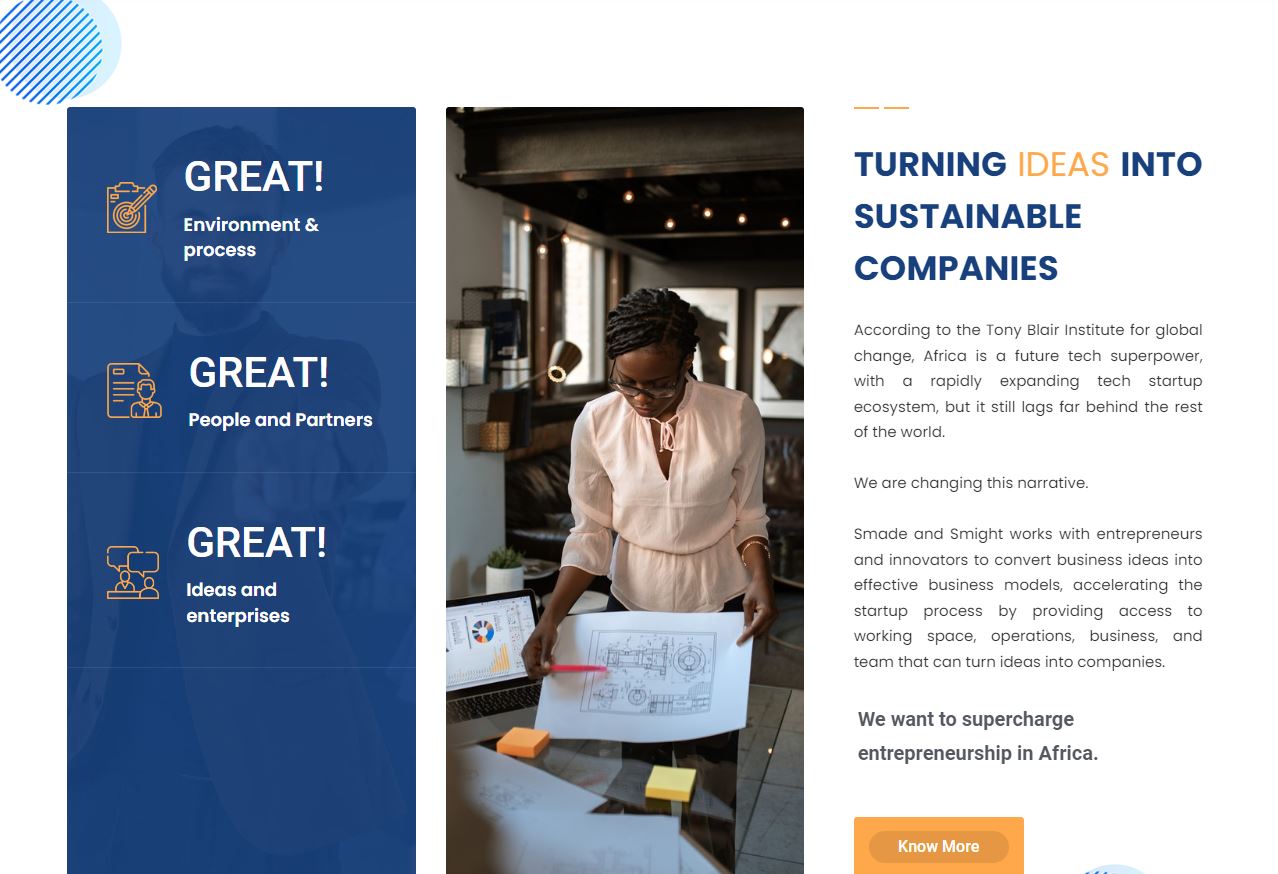 GREAT!
Environment &
process
GREAT!
People and Partners
GREAT!
Ideas and
enterprises
TURNING IDEAS INTO
SUSTAINABLE
COMPANIES
According to the Tony Blair Institute for global
change, Africa is a future tech superpower,
with a rapidly expanding tech startup
ecosystem, but it still lags far behind the rest
of the world.
We are changing this narrative.
Smade and Smight works with entrepreneurs
and innovators to convert business ideas into
effective business models, accelerating the
startup process by providing access to
working space, operations, business, and
team that can turn ideas into companies.
We want to supercharge
entrepreneurship in Africa.
Know More